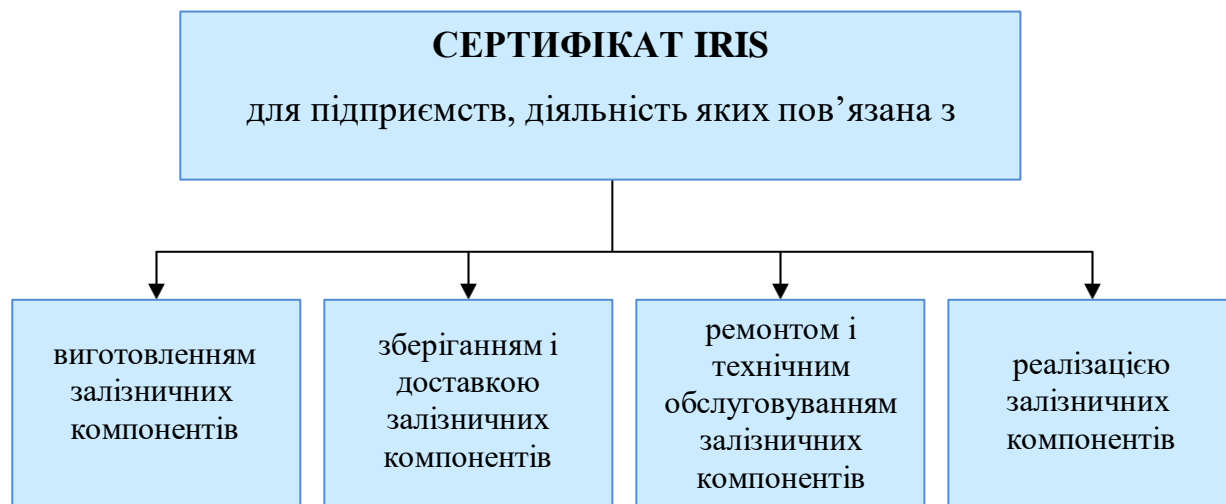 СЕРТИФІКАТ IRIS
для підприємств, діяльність яких пов’язана з
виготовленням
залізничних
компонентів
зберіганням і
доставкою
залізничних
компонентів
ремонтом і
технічним
обслуговуванням
залізничних
компонентів
реалізацією
залізничних
компонентів